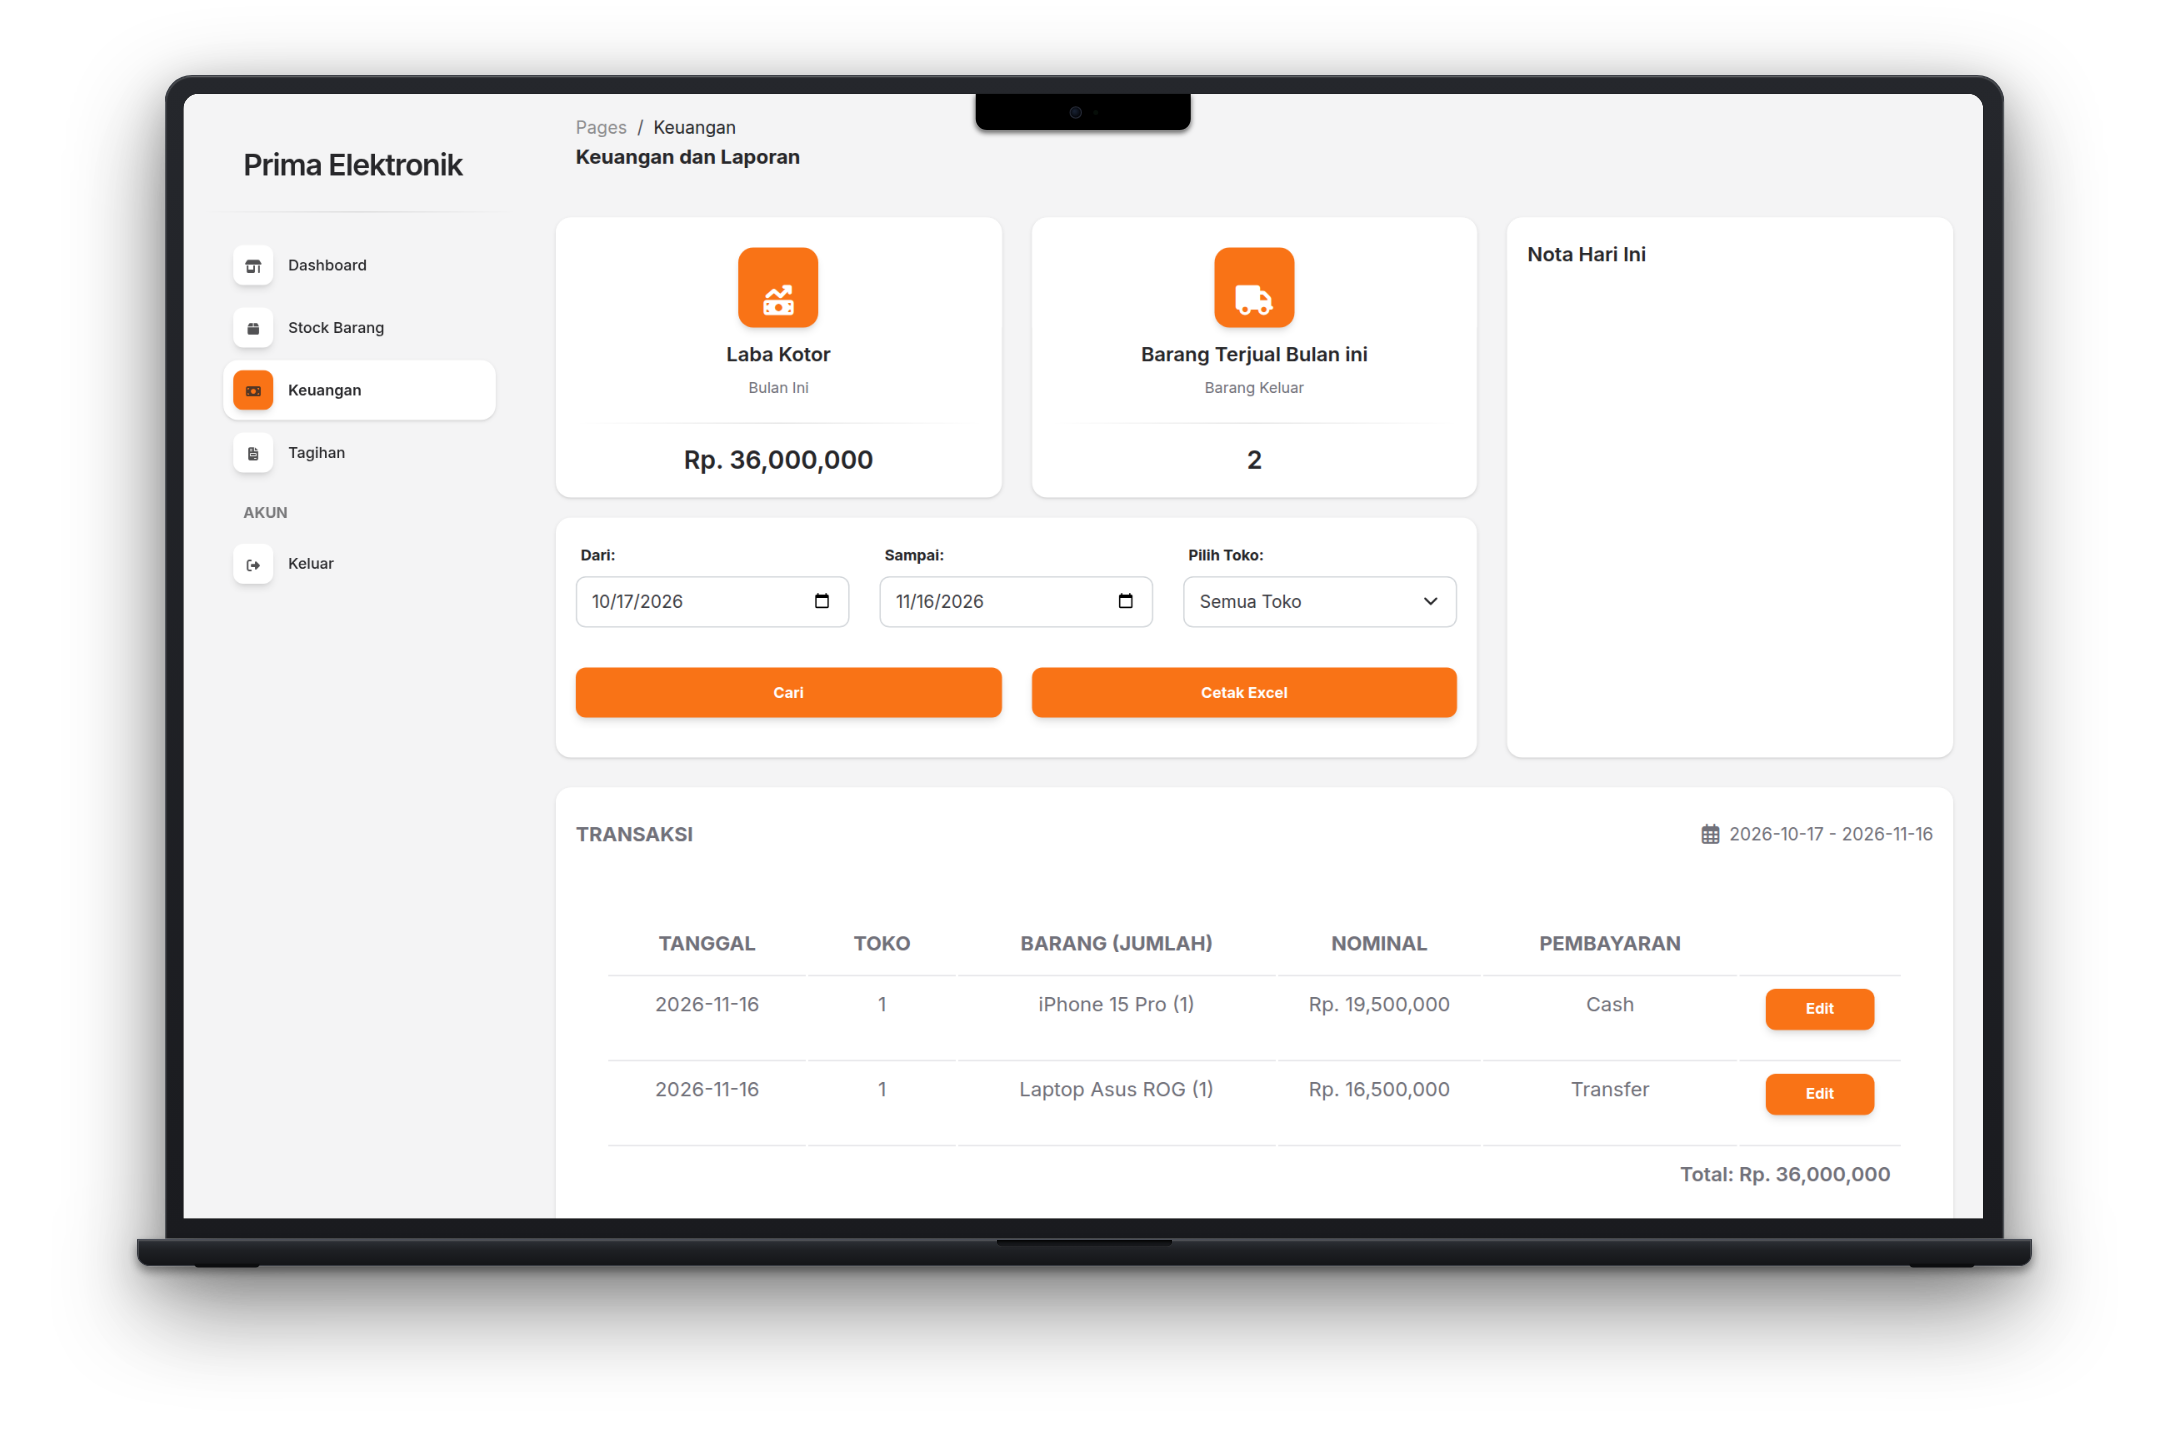 Prima Elektronik
Dashboard
Stock Barang
Keuangan
Tagihan
AKUN
Keluar
Pages / Keuangan
Keuangan dan Laporan
Laba Kotor
Bulan Ini
Rp. 36,000,000
Barang Terjual Bulan ini
Barang Keluar
2
Nota Hari Ini
Dari:
10/17/2026
Sampai:
11/16/2026
Pilih Toko:
Semua Toko
Cari
Cetak Excel
TRANSAKSI
2026-10-17 - 2026-11-16
TANGGAL TOKO BARANG (JUMLAH) NOMINAL PEMBAYARAN
2026-11-16 1 iPhone 15 Pro (1) Rp. 19,500,000 Cash Edit
2026-11-16 1 Laptop Asus ROG (1) Rp. 16,500,000 Transfer Edit
Total: Rp. 36,000,000